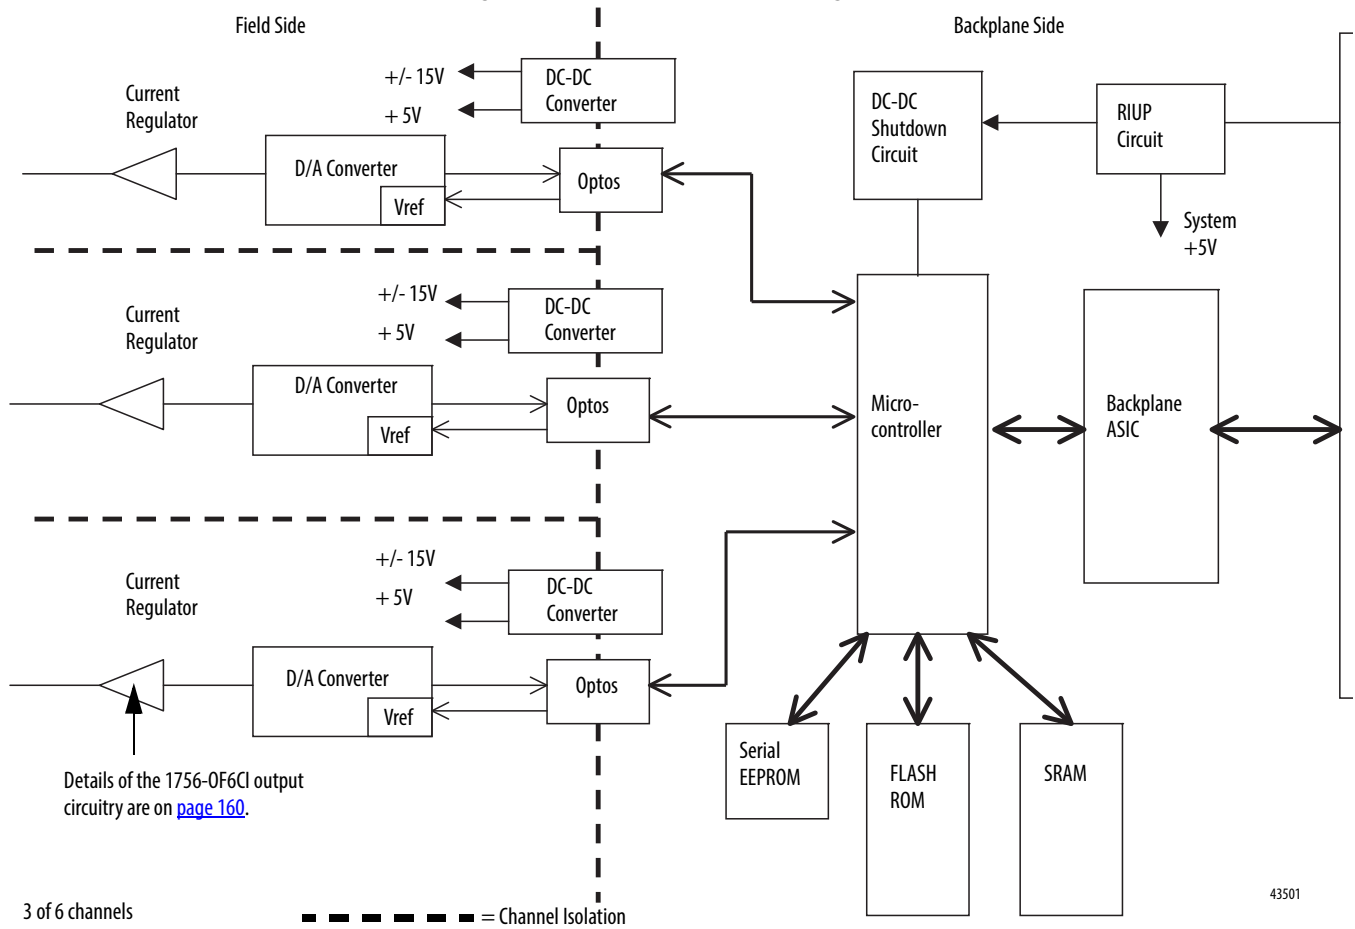 Field Side
Backplane Side
+/- 15V
+ 5V
DC-DC
Converter
Current
Regulator
D/A Converter
Vref
Optos
DC-DC
Shutdown
Circuit
RIUP
Circuit
System
+5V
+/- 15V
+ 5V
DC-DC
Converter
Current
Regulator
D/A Converter
Vref
Optos
Micro-
controller
Backplane
ASIC
+/- 15V
+ 5V
DC-DC
Converter
Current
Regulator
D/A Converter
Vref
Optos
Serial
EEPROM
FLASH
ROM
SRAM
Details of the 1756-OF6CI output
circuitry are on page 160.
43501
3 of 6 channels
= Channel Isolation